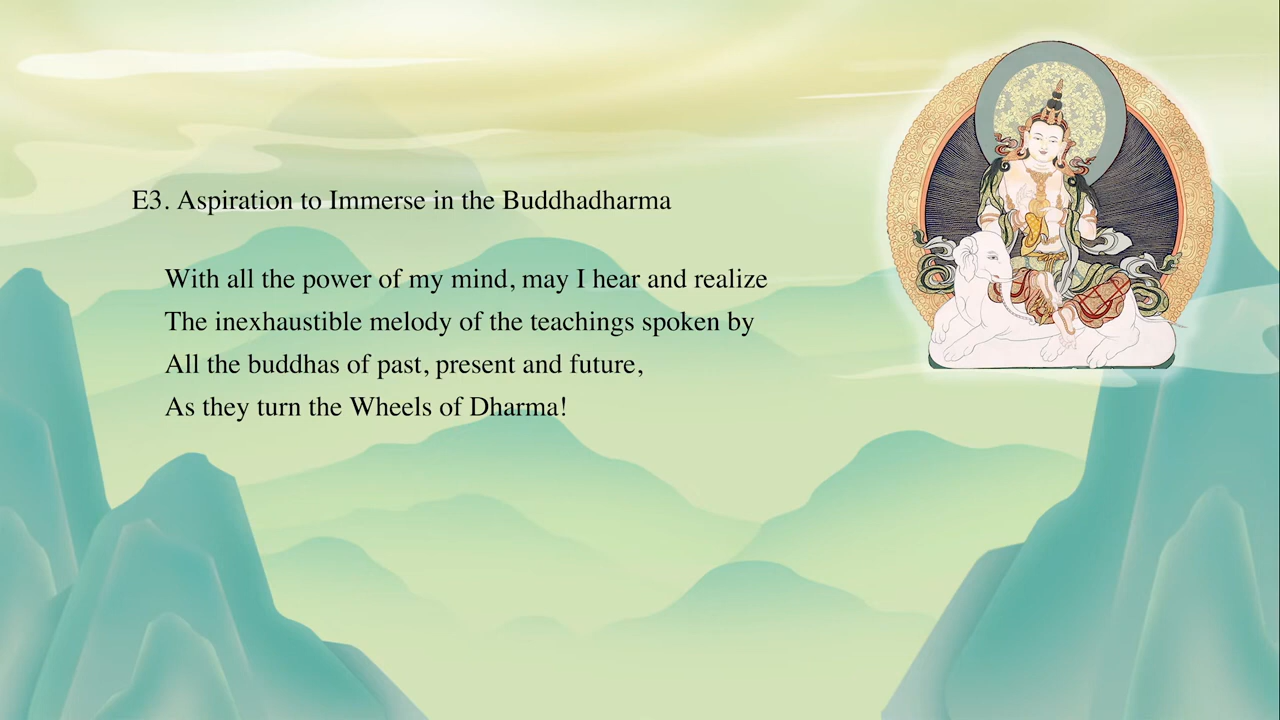 E3. Aspiration to Immerse in the Buddhadharma
With all the power of my mind, may I hear and realize
The inexhaustible melody of the teachings spoken by
All the buddhas of past, present and future,
As they turn the Wheels of Dharma!